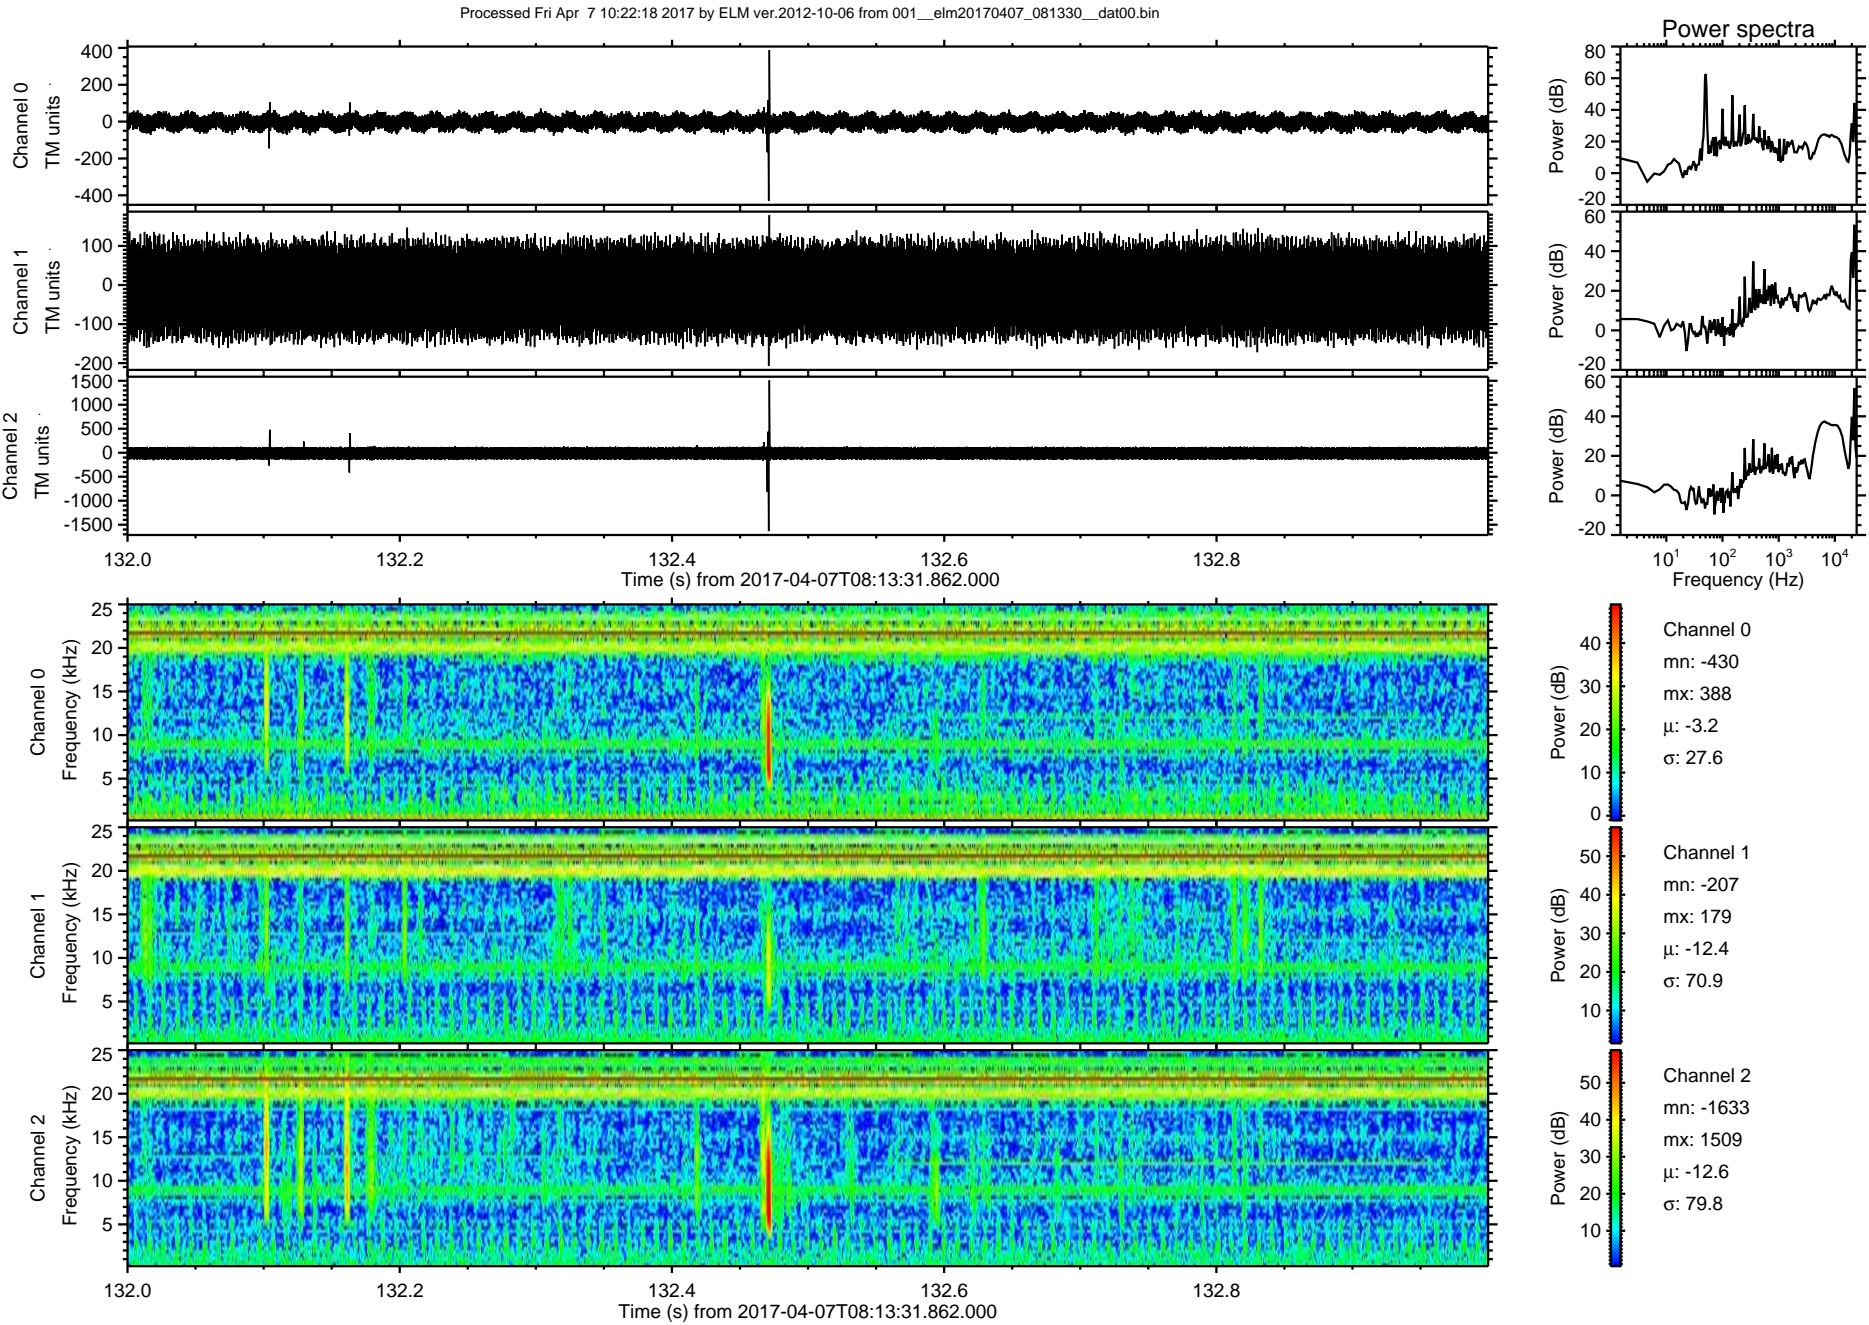 Processed Fri Apr  7 10:22:18 2017 by ELM ver.2012-10-06 from 001__elm20170407_081330__dat00.bin
Power spectra
Channel 0
TM units
400
200
0
-200
-400
Power (dB)
80
60
40
20
0
-20
Channel 1
TM units
100
0
-100
-200
Power (dB)
60
40
20
0
-20
Channel 2
TM units
1500
1000
500
0
-500
-1000
-1500
Power (dB)
60
40
20
0
-20
132.0 132.2 132.4 132.6 132.8
Time (s) from 2017-04-07T08:13:31.862.000
10^1 10^2 10^3 10^4
Frequency (Hz)
Channel 0
Frequency (kHz)
25
20
15
10
5
Power (dB)
40
30
20
10
0
Channel 0
mn: -430
mx: 388
μ: -3.2
σ: 27.6
Channel 1
Frequency (kHz)
25
20
15
10
5
Power (dB)
50
40
30
20
10
Channel 1
mn: -207
mx: 179
μ: -12.4
σ: 70.9
Channel 2
Frequency (kHz)
25
20
15
10
5
Power (dB)
50
40
30
20
10
Channel 2
mn: -1633
mx: 1509
μ: -12.6
σ: 79.8
132.0 132.2 132.4 132.6 132.8
Time (s) from 2017-04-07T08:13:31.862.000